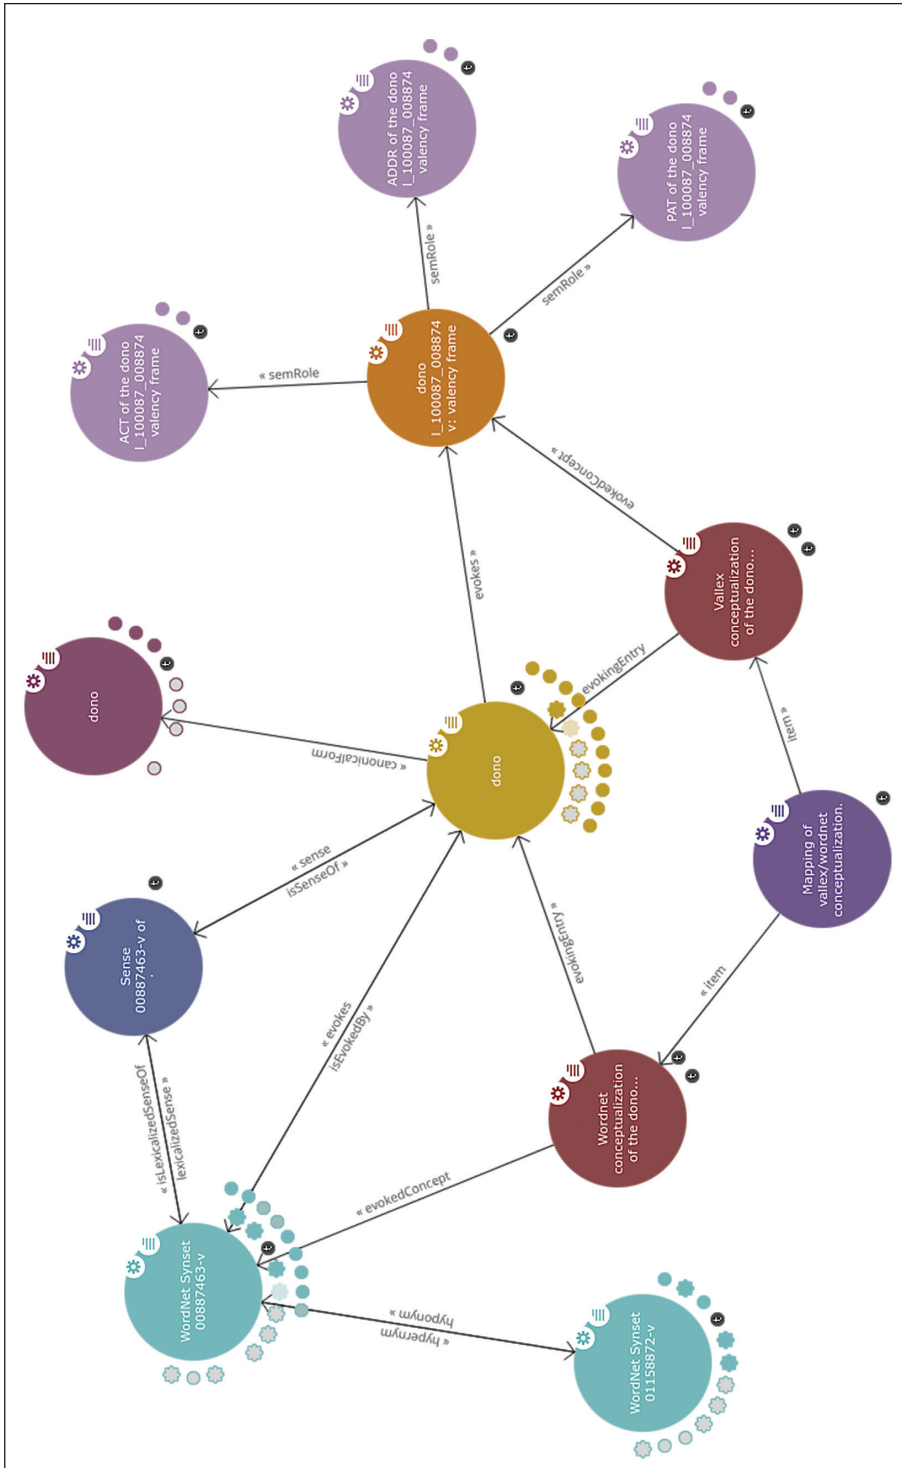 WordNet Synset
00887463-v
« isLexicalizedSenseOf
lexicalizedSense »
Sense
00887463-v of
.
« sense
isSenseOf »
dono
« canonicalForm
ACT of the dono
l_100087_008874
valency frame
« semRole
« evokes
isEvokedBy »
« evokedConcept
« hypernym
hyponym »
WordNet Synset
01158872-v
Wordnet
conceptualization
of the dono...
evokingEntry »
dono
evokes »
dono
l_100087_008874
v: valency frame
semRole »
ADDR of the dono
l_100087_008874
valency frame
semRole »
PAT of the dono
l_100087_008874
valency frame
evokedConcept »
evokingEntry
Vallex
conceptualization
of the dono...
item »
« item
Mapping of
vallex/wordnet
conceptualization.